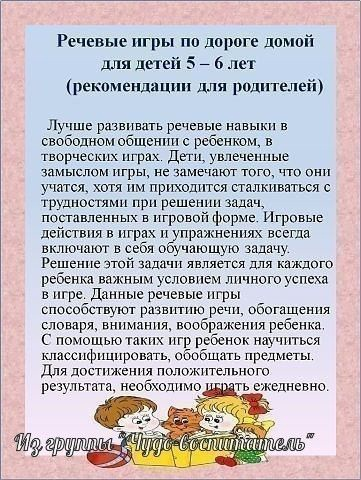 Речевые игры по дороге домой
для детей 5 – 6 лет
(рекомендации для родителей)
Лучше развивать речевые навыки в
свободном общении с ребенком, в
творческих играх. Дети, увлеченные
замыслом игры, не замечают того, что они
учатся, хотя им приходится сталкиваться с
трудностями при решении задач,
поставленных в игровой форме. Игровые
действия в играх и упражнениях всегда
включают в себя обучающую задачу.
Решение этой задачи является для каждого
ребенка важным условием личного успеха
в игре. Данные речевые игры
способствуют развитию речи, обогащения
словаря, внимания, воображения ребенка.
С помощью таких игр ребенок научиться
классифицировать, обобщать предметы.
Для достижения положительного
результата, необходимо играть ежедневно.
Из группы "Чудо-воспитатель"